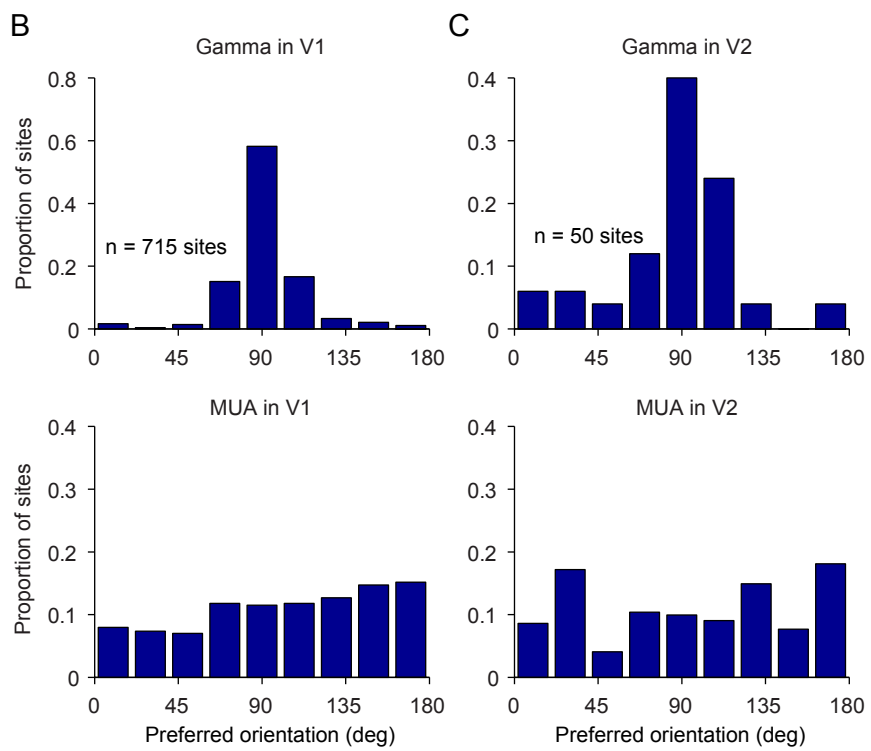 B
Gamma in V1
0.8
0.6
0.4
0.2
0
Proportion of sites
n = 715 sites
0 45 90 135 180
C
Gamma in V2
0.4
0.3
0.2
0.1
0
n = 50 sites
0 45 90 135 180
MUA in V1
0.4
0.3
0.2
0.1
0
Proportion of sites
0 45 90 135 180
Preferred orientation (deg)
MUA in V2
0.4
0.3
0.2
0.1
0
0 45 90 135 180
Preferred orientation (deg)